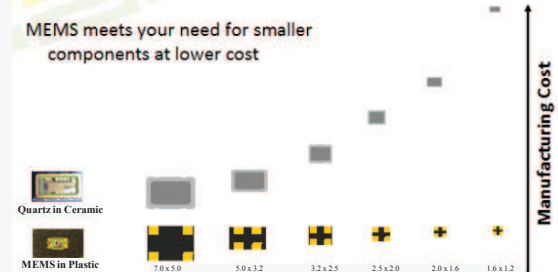 MEMS meets your need for smaller
components at lower cost
Manufacturing Cost
Quartz in Ceramic
MEMS in Plastic
7.0 x 5.0
5.0 x 3.2
3.2 x 2.5
2.5 x 2.0
2.0 x 1.6
1.6 x 1.2